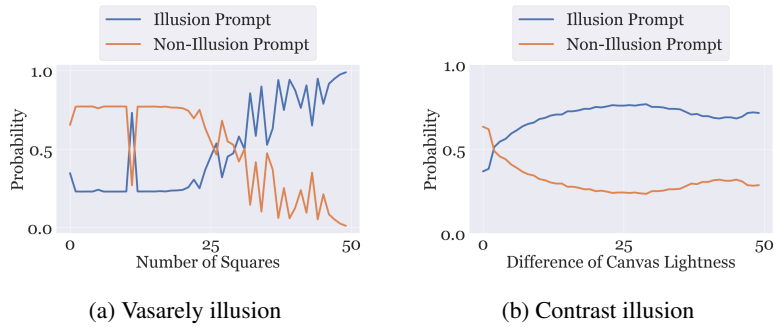 Illusion Prompt
Non-Illusion Prompt
1.0
0.5
0.0
Probability
0
25
50
Number of Squares
(a) Vasarely illusion
Illusion Prompt
Non-Illusion Prompt
1.0
0.5
0.0
Probability
0
25
50
Difference of Canvas Lightness
(b) Contrast illusion